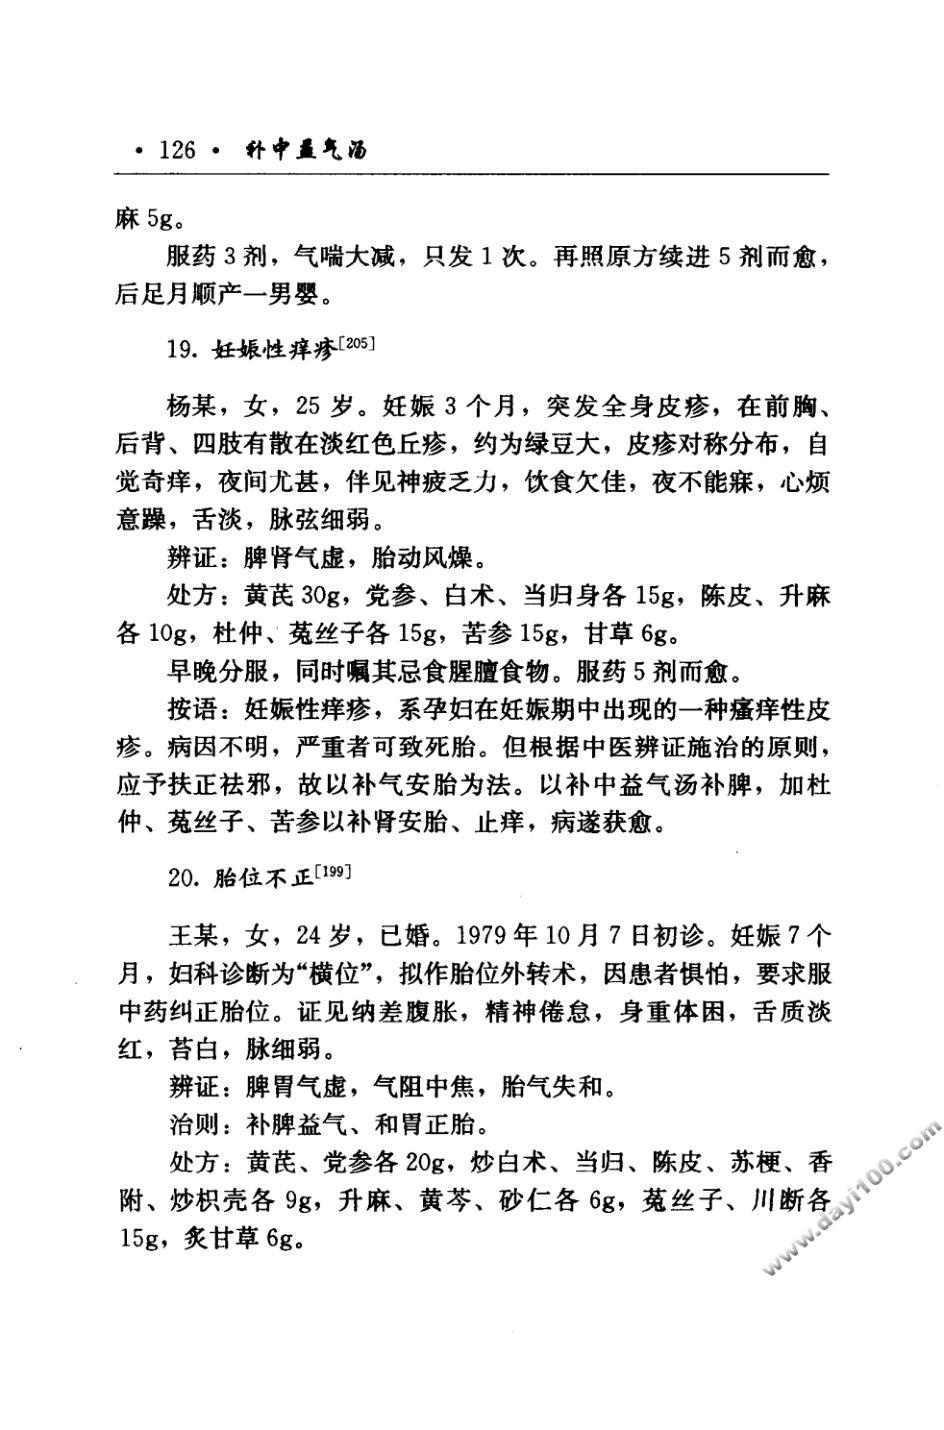 · 126 · 补中益气汤
麻 5g。
服药 3 剂，气喘大减，只发 1 次。再照原方续进 5 剂而愈，
后足月顺产一男婴。
19. 妊娠性痒疹[205]
杨某，女，25 岁。妊娠 3 个月，突发全身皮疹，在前胸、
后背、四肢有散在淡红色丘疹，约为绿豆大，皮疹对称分布，自
觉奇痒，夜间尤甚，伴见神疲乏力，饮食欠佳，夜不能寐，心烦
意躁，舌淡，脉弦细弱。
辨证：脾肾气虚，胎动风燥。
处方：黄芪 30g，党参、白术、当归身各 15g，陈皮、升麻
各 10g，杜仲、菟丝子各 15g，苦参 15g，甘草 6g。
早晚分服，同时嘱其忌食腥膻食物。服药 5 剂而愈。
按语：妊娠性痒疹，系孕妇在妊娠期中出现的一种瘙痒性皮
疹。病因不明，严重者可致死胎。但根据中医辨证施治的原则，
应予扶正祛邪，故以补气安胎为法。以补中益气汤补脾，加杜
仲、菟丝子、苦参以补肾安胎、止痒，病遂获愈。
20. 胎位不正[199]
王某，女，24 岁，已婚。1979 年 10 月 7 日初诊。妊娠 7 个
月，妇科诊断为“横位”，拟作胎位外转术，因患者惧怕，要求服
中药纠正胎位。证见纳差腹胀，精神倦怠，身重体困，舌质淡
红，苔白，脉细弱。
辨证：脾胃气虚，气阻中焦，胎气失和。
治则：补脾益气、和胃正胎。
处方：黄芪、党参各 20g，炒白术、当归、陈皮、苏梗、香
附、炒枳壳各 9g，升麻、黄芩、砂仁各 6g，菟丝子、川断各
15g，炙甘草 6g。
www.dayi100.com